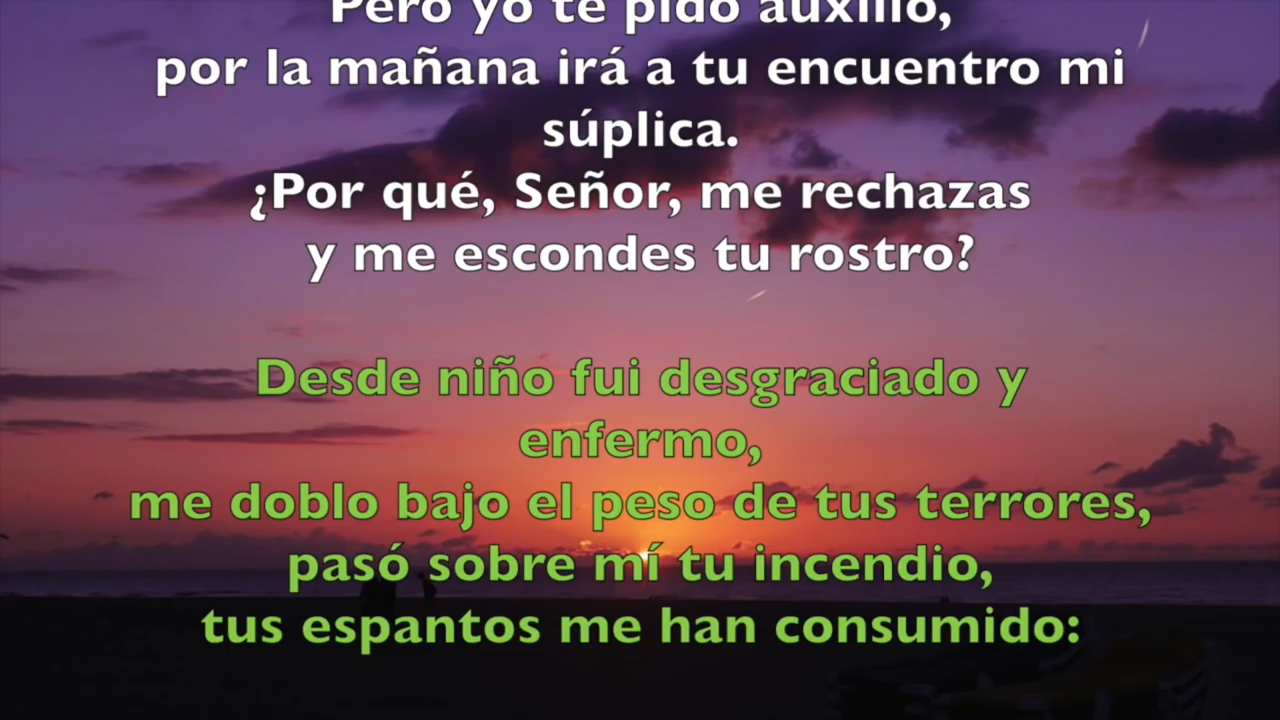 Pero yo te pido auxilio,
por la mañana irá a tu encuentro mi
súplica.
¿Por qué, Señor, me rechazas
y me escondes tu rostro?
Desde niño fui desgraciado y
enfermo,
me doblo bajo el peso de tus terrores,
pasó sobre mí tu incendio,
tus espantos me han consumido: